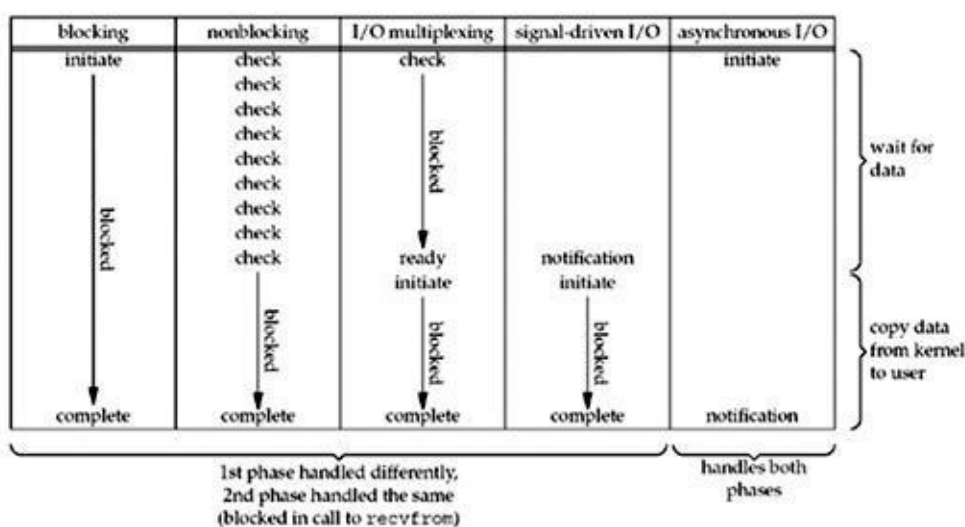 blocking nonblocking I/O multiplexing signal-driven I/O asynchronous I/O
initiate check check initiate
check
check
check
check
check
check
check
check ready notification
initiate initiate
blocked
blocked
blocked
blocked
blocked
complete complete complete complete notification
wait for
data
copy data
from kernel
to user
1st phase handled differently,
2nd phase handled the same
(blocked in call to recvfrom)
handles both
phases